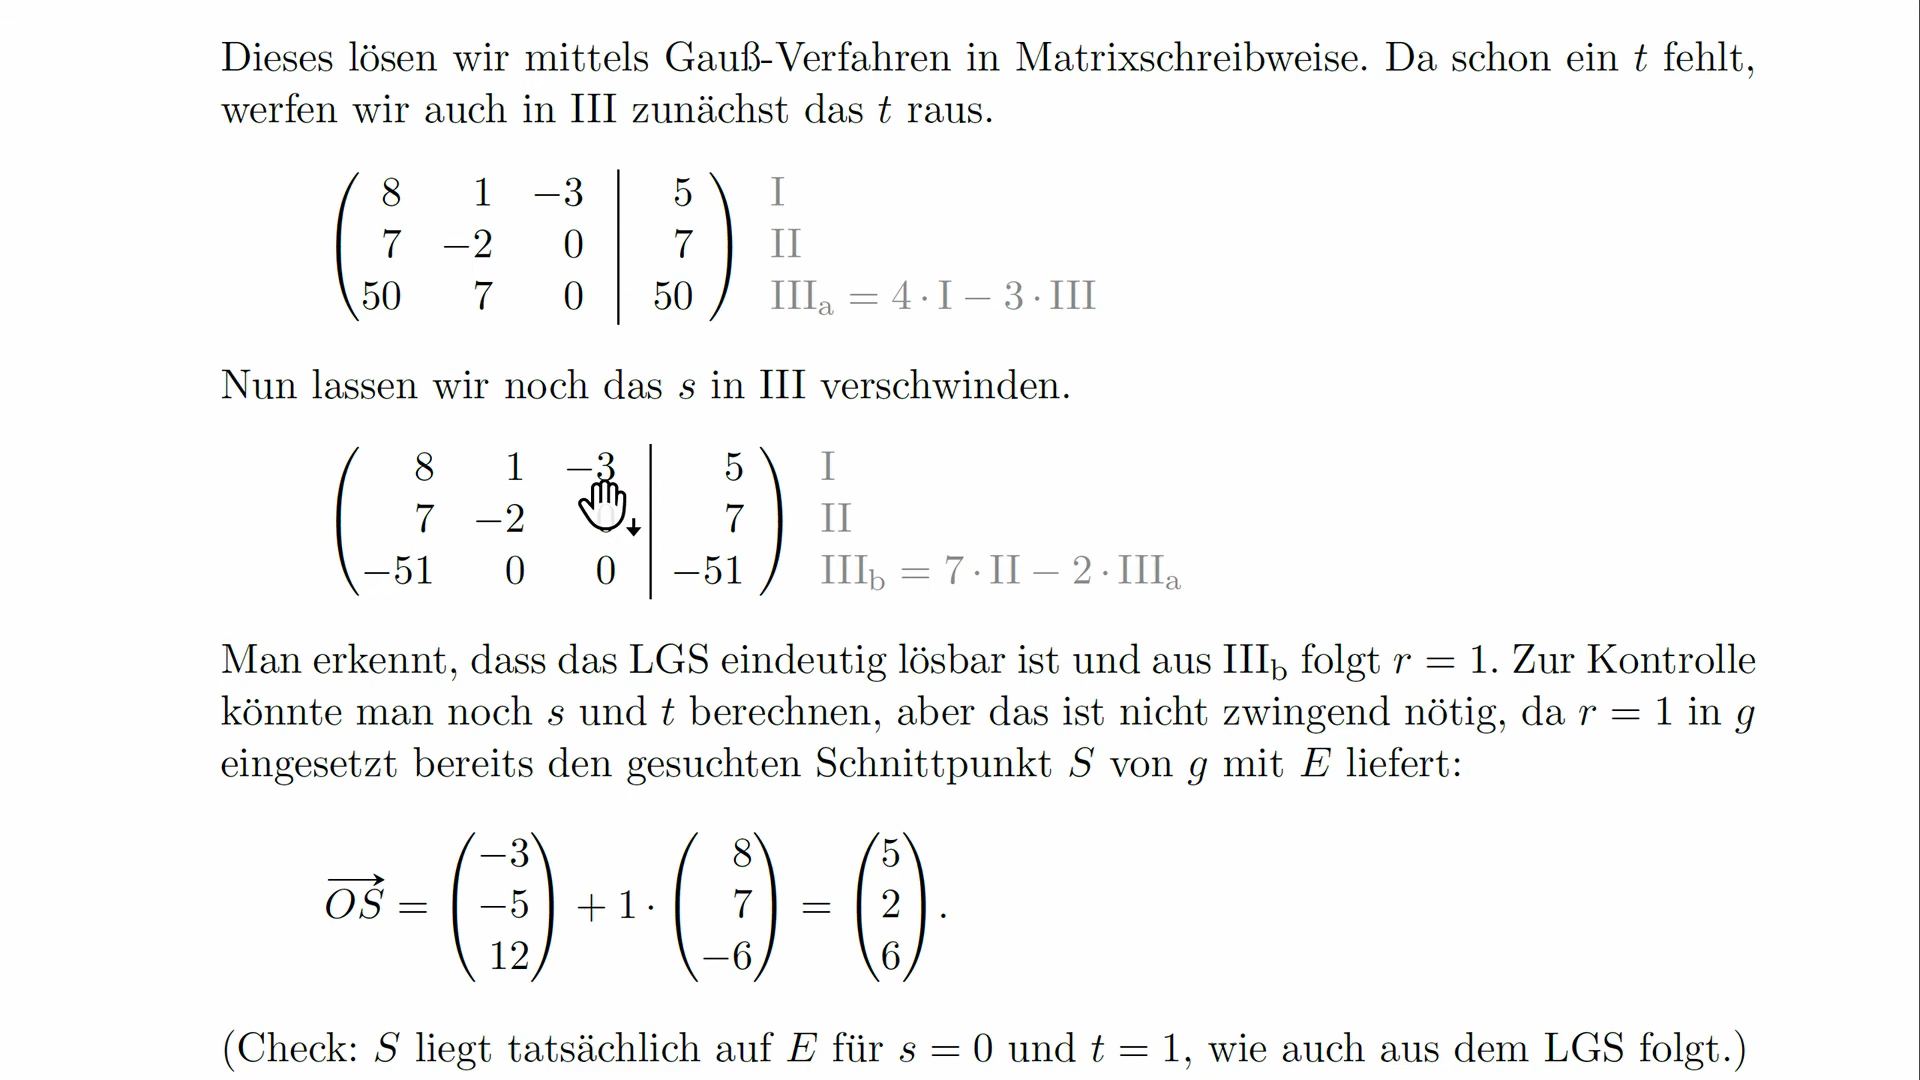 Dieses lösen wir mittels Gauß-Verfahren in Matrixschreibweise. Da schon ein t fehlt,
werfen wir auch in III zunächst das t raus.
8 1 −3 | 5 I
7 −2 0 | 7 II
50 7 0 | 50 IIIₐ = 4 · I − 3 · III
Nun lassen wir noch das s in III verschwinden.
8 1 −3 | 5 I
7 −2 | 7 II
−51 0 0 | −51 III_b = 7 · II − 2 · IIIₐ
Man erkennt, dass das LGS eindeutig lösbar ist und aus III_b folgt r = 1. Zur Kontrolle
könnte man noch s und t berechnen, aber das ist nicht zwingend nötig, da r = 1 in g
eingesetzt bereits den gesuchten Schnittpunkt S von g mit E liefert:
−3 8 5
OS = −5 + 1 · 7 = 2 .
12 −6 6
(Check: S liegt tatsächlich auf E für s = 0 und t = 1, wie auch aus dem LGS folgt.)